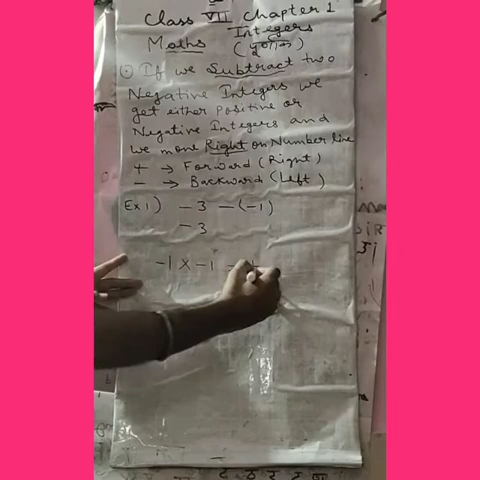 Class VII Chapter 1
Integers
Maths (पूर्णांक)
If we Subtract two
Negative Integers we
get either Positive or
Negative Integers and
we move Right on Number line
+ → Forward (Right)
- → Backward (Left)
Ex 1) -3 -(-1)
-3
-1 X -1 =